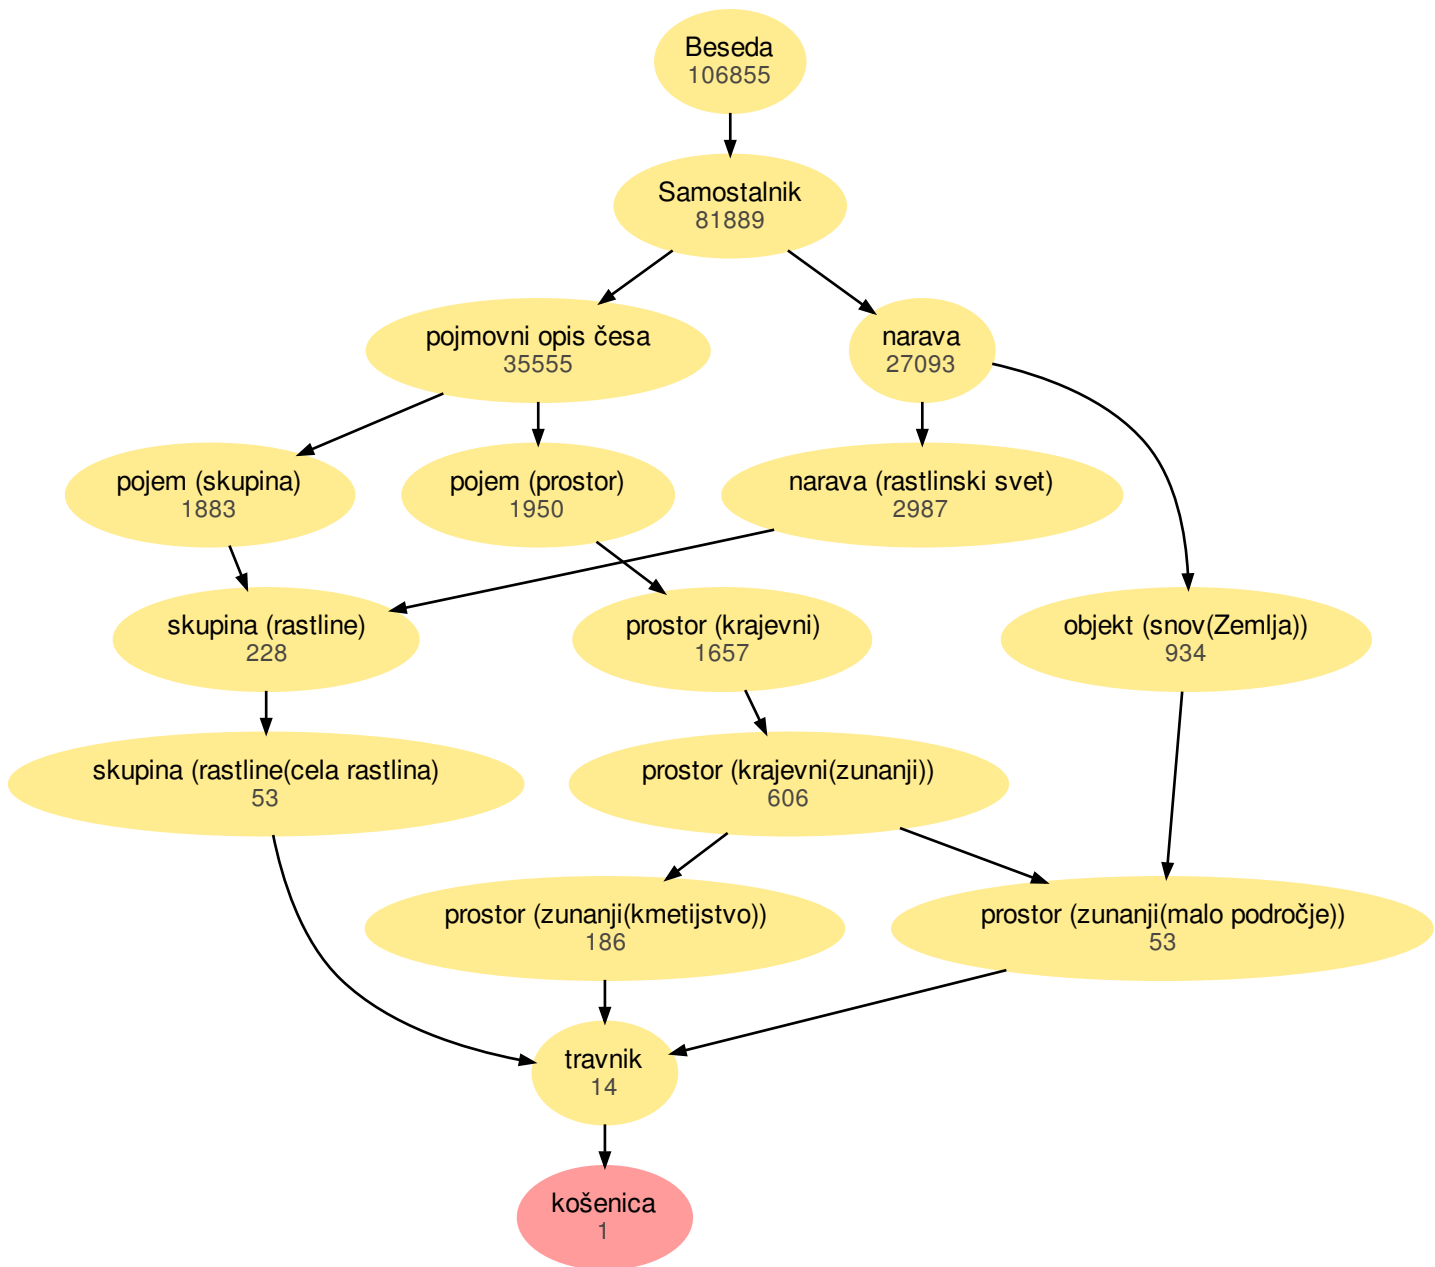 Beseda
106855
Samostalnik
81889
pojmovni opis česa
35555
narava
27093
pojem (skupina)
1883
pojem (prostor)
1950
narava (rastlinski svet)
2987
skupina (rastline)
228
prostor (krajevni)
1657
objekt (snov(Zemlja))
934
skupina (rastline(cela rastlina)
53
prostor (krajevni(zunanji))
606
prostor (zunanji(kmetijstvo))
186
prostor (zunanji(malo področje))
53
travnik
14
košenica
1